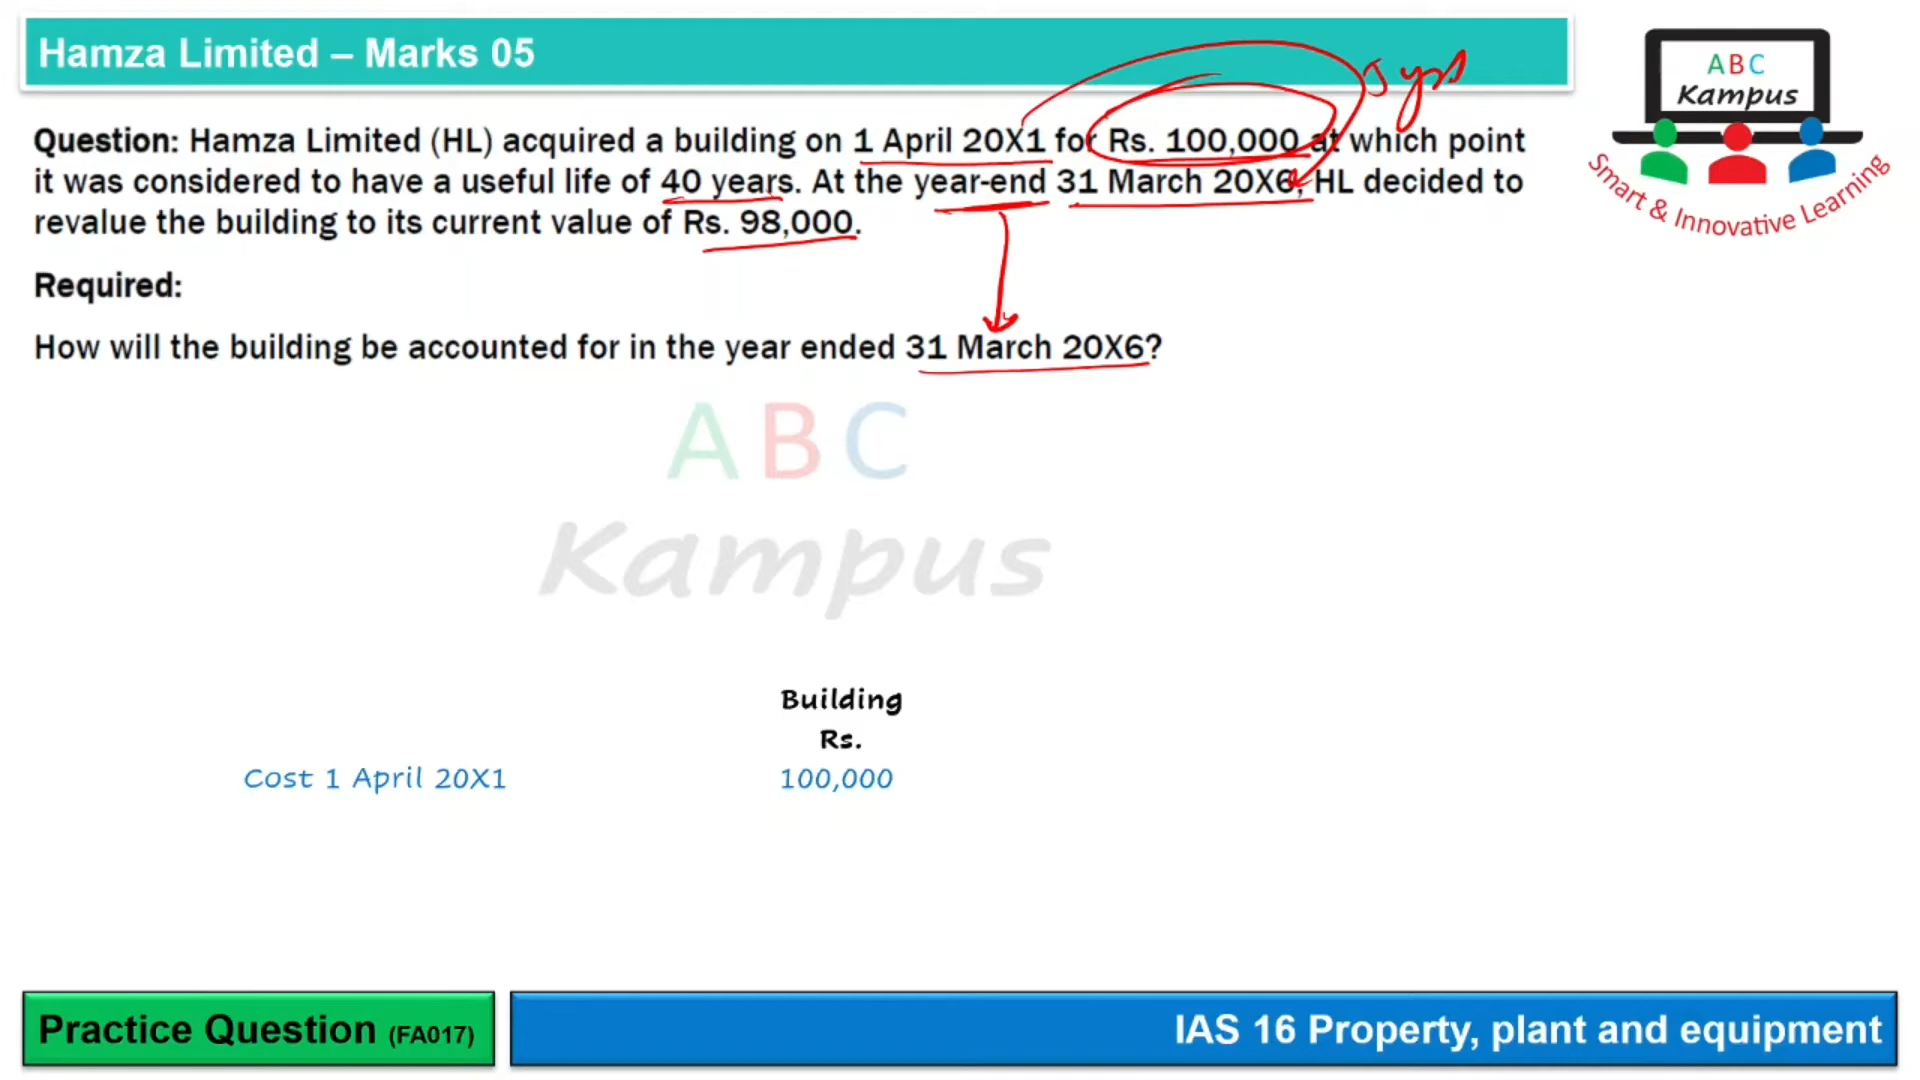 Hamza Limited – Marks 05
5 yrs
ABC
Kampus
Smart & Innovative Learning
Question: Hamza Limited (HL) acquired a building on 1 April 20X1 for Rs. 100,000 at which point
it was considered to have a useful life of 40 years. At the year-end 31 March 20X6, HL decided to
revalue the building to its current value of Rs. 98,000.
Required:
How will the building be accounted for in the year ended 31 March 20X6?
ABC
Kampus
Building
Rs.
Cost 1 April 20X1 100,000
Practice Question (FA017)
IAS 16 Property, plant and equipment